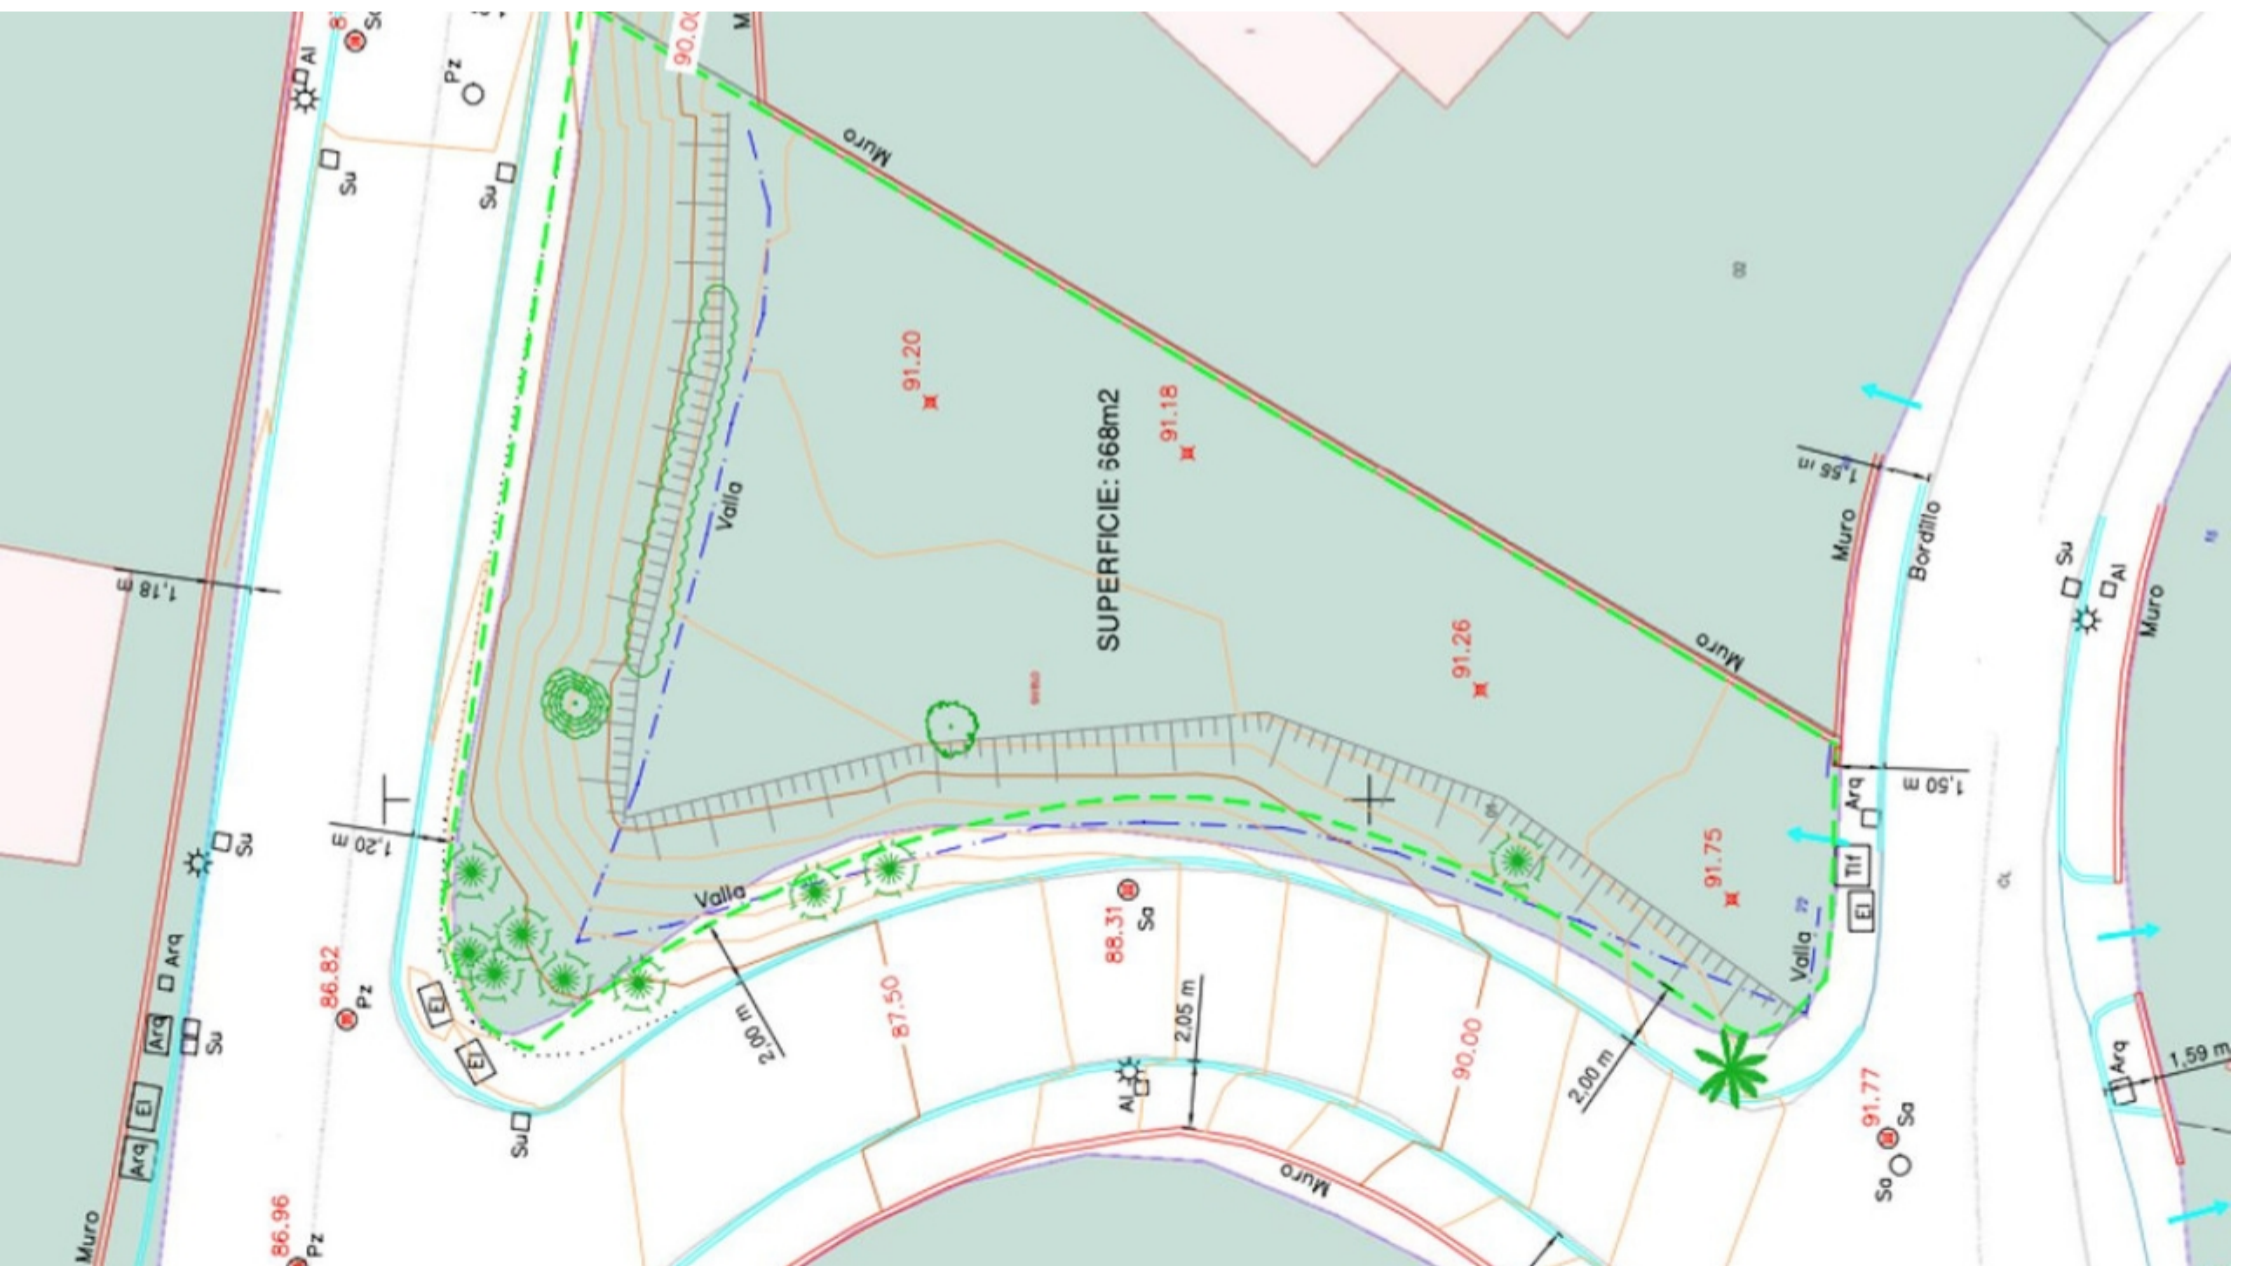 Al
Pz
90.00
Muro
Su
Su
91.20
91.18
SUPERFICIE: 668m2
Valla
1,55 m
Muro
Bordillo
Su
Al
Muro
1,18 m
91.26
Muro
Arq
1,50 m
Su
1,20 m
Tlf
El
91.75
Valla
Valla
88.31
Sa
Arq
86.82
Pz
El
El
Arq
Su
2,00 m
87.50
2,05 m
90.00
2,00 m
Al
91.77
Sa
Sa
Arq
1,59 m
El
Arq
Su
Muro
Muro
86.96
Pz